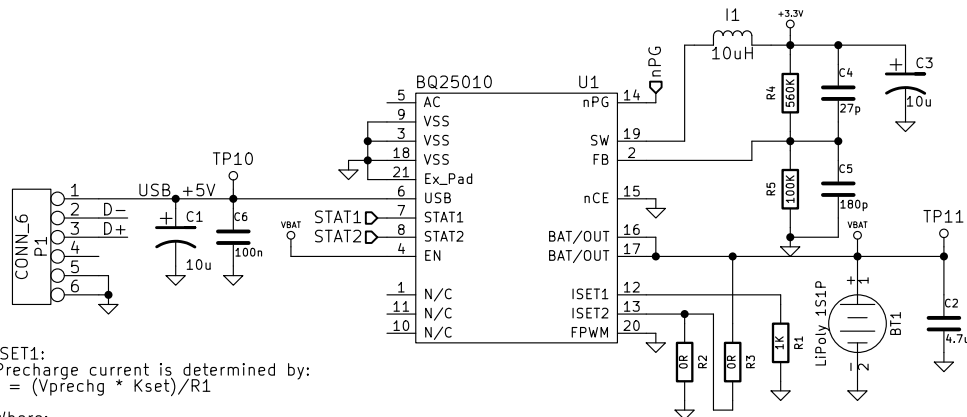 I1
+3.3V
10uH
BQ25010
U1
nPG
C3
10u
R4
560K
C4
27p
5 AC
9 VSS
3 VSS
18 VSS
21 Ex_Pad
6 USB
7 STAT1
8 STAT2
4 EN
1 N/C
11 N/C
10 N/C
nPG 14
SW 19
FB 2
nCE 15
BAT/OUT 16
BAT/OUT 17
ISET1 12
ISET2 13
FPWM 20
TP10
USB +5V
STAT1
STAT2
VBAT
CONN_6
P1
1
2 D-
3 D+
4
5
6
C1
10u
C6
100n
R5
100K
C5
180p
VBAT
TP11
0R
R2
0R
R3
1K
R1
LiPoly 1S1P
+ 1
2
BT1
C2
4.7u
SET1:
Precharge current is determined by:
= (Vprechg * Kset)/R1